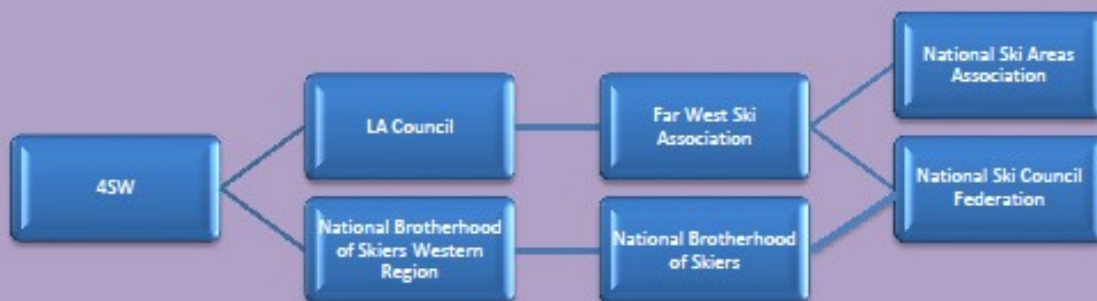 4SW
LA Council
National Brotherhood
of Skiers Western
Region
Far West Ski
Association
National Brotherhood
of Skiers
National Ski Areas
Association
National Ski Council
Federation